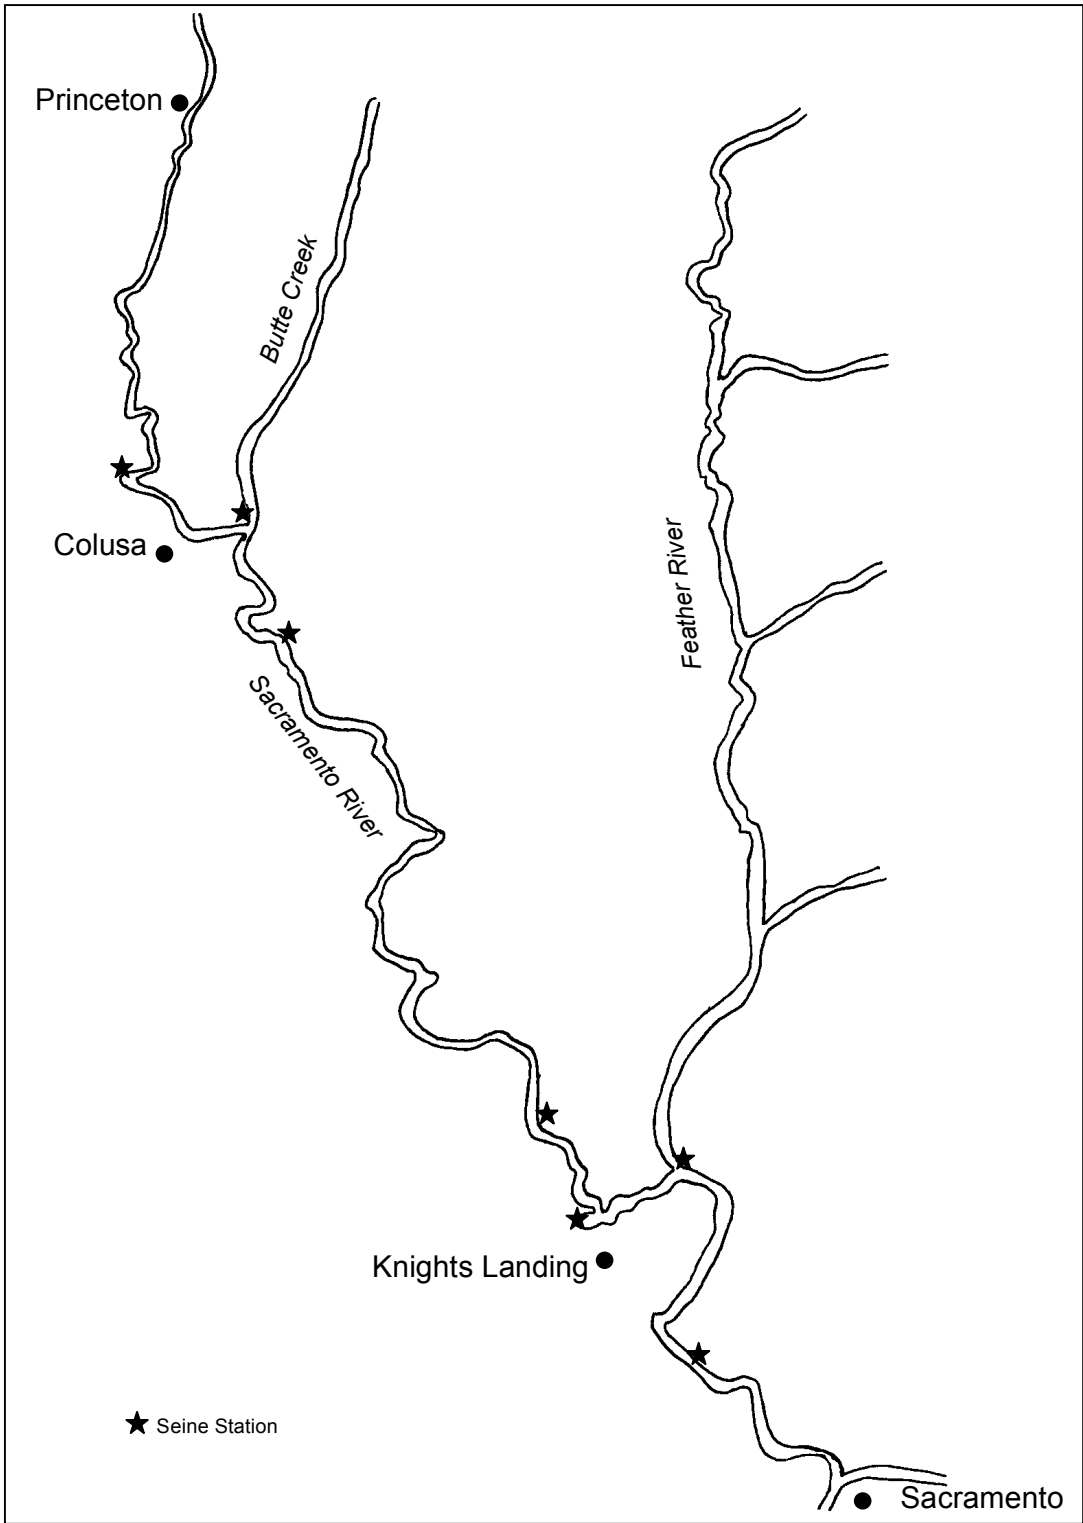 Princeton
Butte Creek
Colusa
Feather River
Sacramento River
Knights Landing
Seine Station
Sacramento